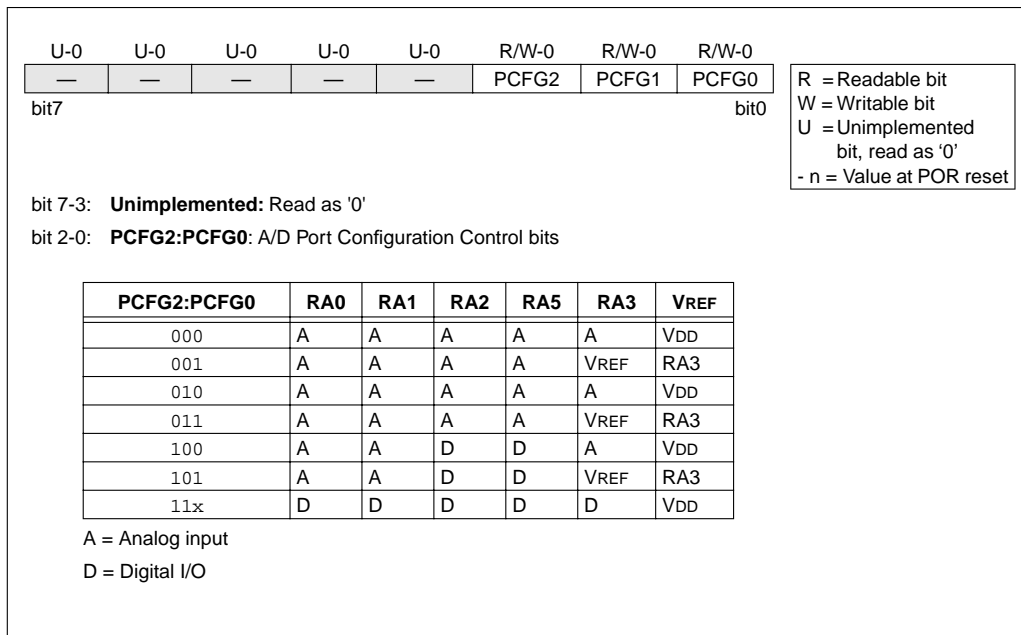 U-0 U-0 U-0 U-0 U-0 R/W-0 R/W-0 R/W-0
— — — — — PCFG2 PCFG1 PCFG0
bit7 bit0
R = Readable bit
W = Writable bit
U = Unimplemented
bit, read as ‘0’
- n = Value at POR reset
bit 7-3: Unimplemented: Read as '0'
bit 2-0: PCFG2:PCFG0: A/D Port Configuration Control bits
PCFG2:PCFG0 RA0 RA1 RA2 RA5 RA3 VREF
000 A A A A A VDD
001 A A A A VREF RA3
010 A A A A A VDD
011 A A A A VREF RA3
100 A A D D A VDD
101 A A D D VREF RA3
11x D D D D D VDD
A = Analog input
D = Digital I/O